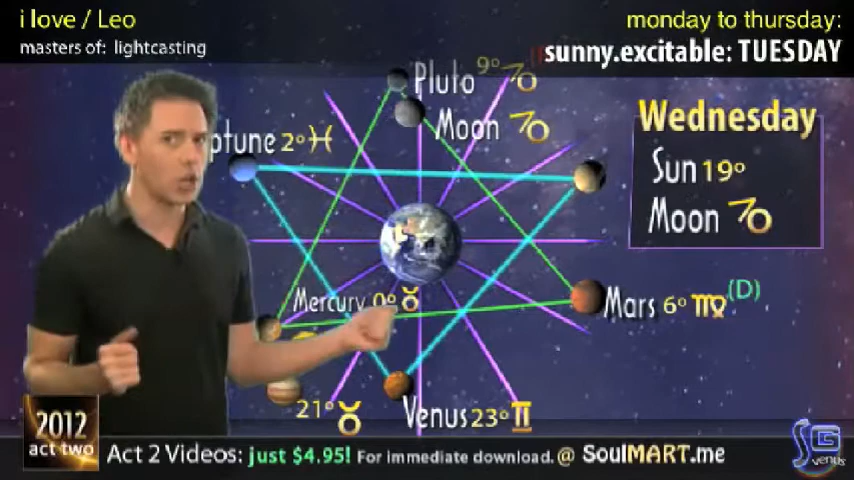 i love / Leo
masters of: lightcasting
monday to thursday:
sunny.excitable: TUESDAY
Pluto 9° ♑
Moon ♑
ptune 2° ♓
Wednesday
Sun 19°
Moon ♑
Mercury 0° ♉
Mars 6° ♍ (D)
21° ♉
Venus 23° ♊
2012
act two
Act 2 Videos: just $4.95! For immediate download. @ SoulMART.me
SG
venus